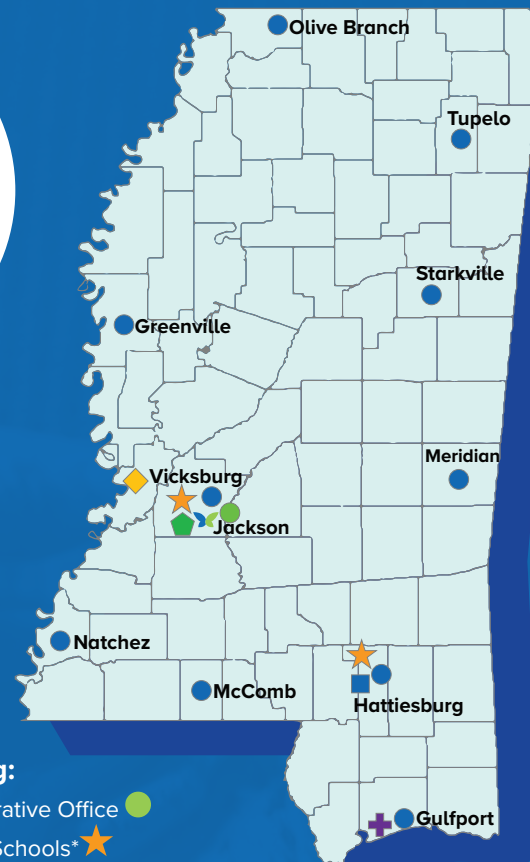 Olive Branch
Tupelo
Starkville
Greenville
Meridian
Vicksburg
Jackson
Natchez
McComb
Hattiesburg
g:
rative Office
Gulfport
Schools*